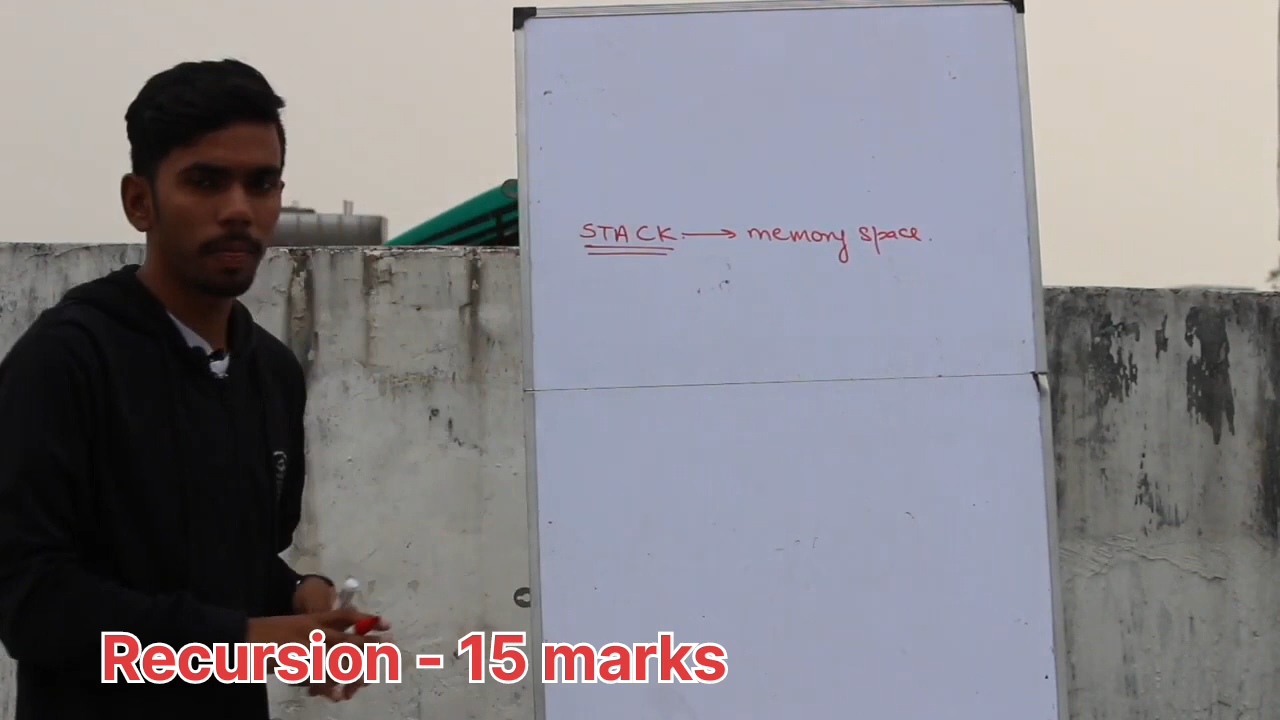 STACK → memory space.
Recursion - 15 marks